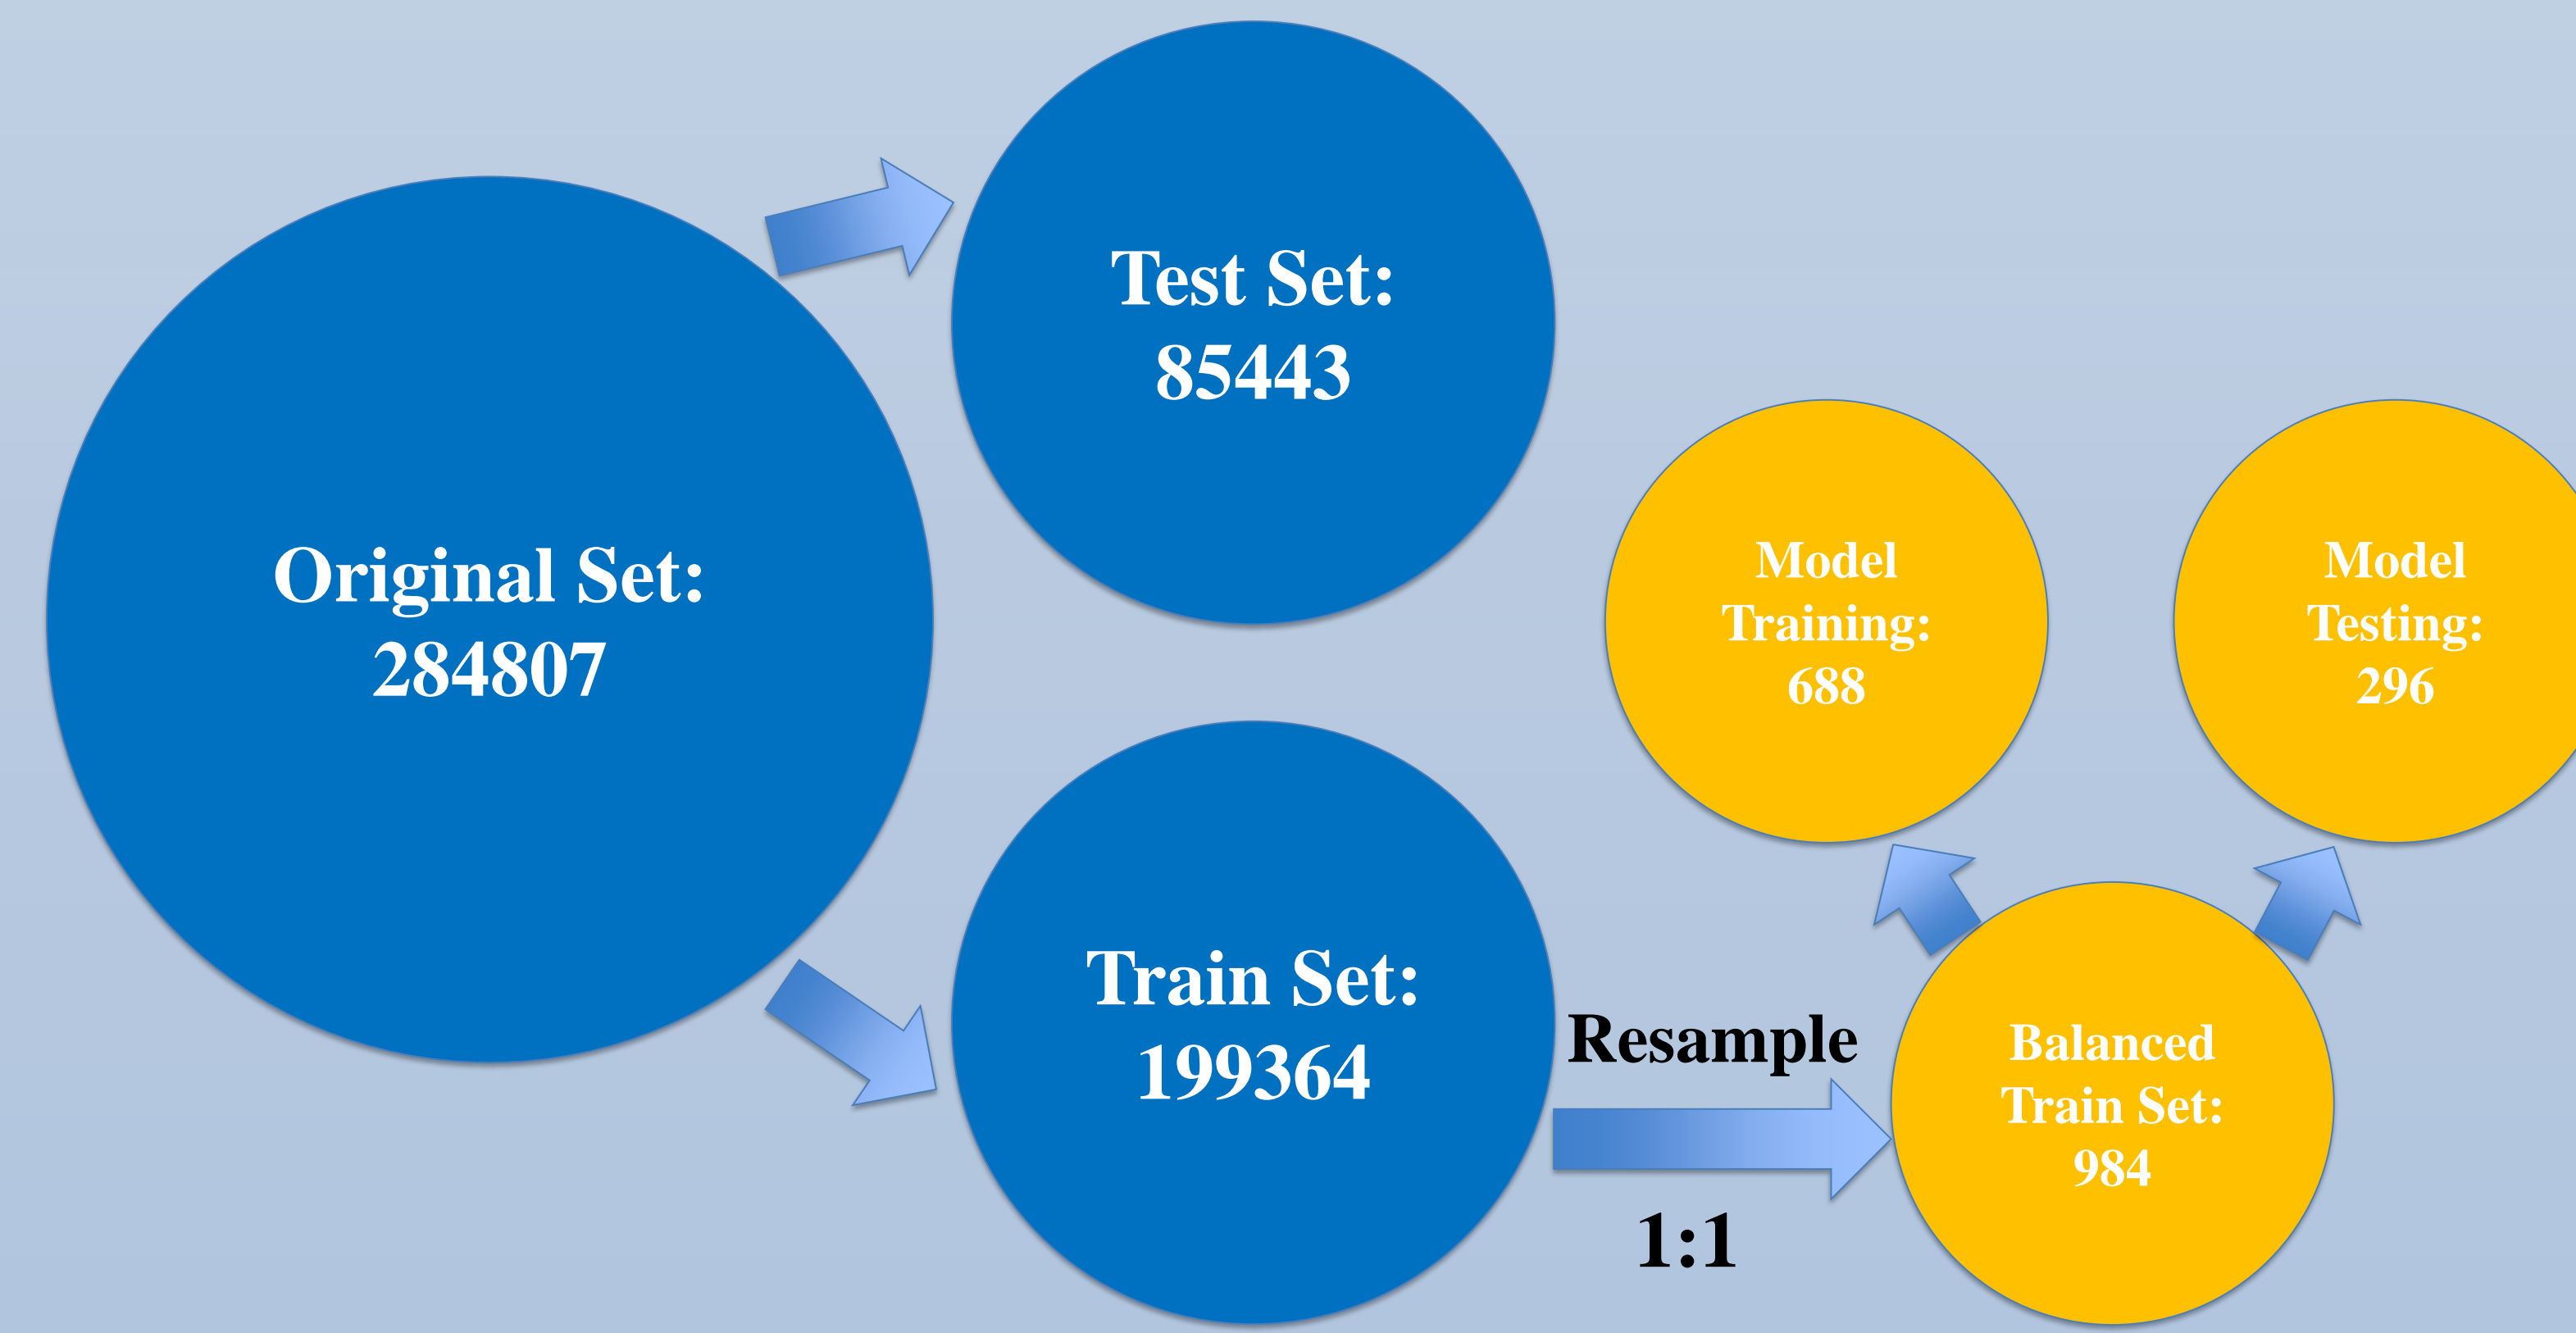 Original Set:
284807
Test Set:
85443
Train Set:
199364
Resample
1:1
Balanced
Train Set:
984
Model
Training:
688
Model
Testing:
296